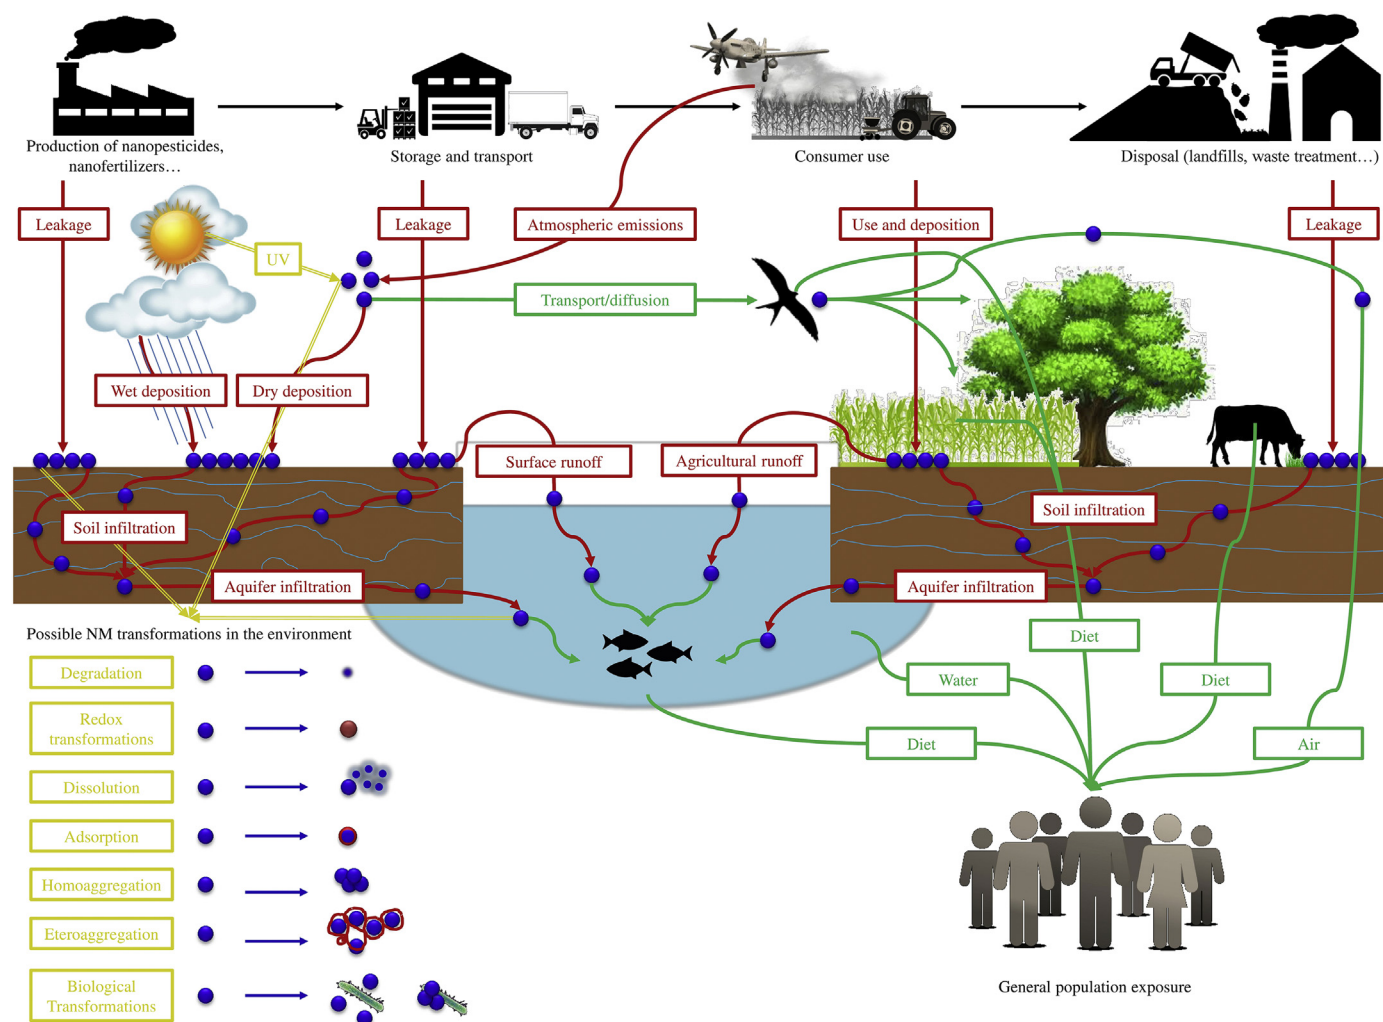 Production of nanopesticides,
nanofertilizers…
Storage and transport
Consumer use
Disposal (landfills, waste treatment…)
Leakage
Leakage
Atmospheric emissions
Use and deposition
Leakage
UV
Transport/diffusion
Wet deposition
Dry deposition
Surface runoff
Agricultural runoff
Soil infiltration
Soil infiltration
Aquifer infiltration
Aquifer infiltration
Possible NM transformations in the environment
Diet
Water
Diet
Diet
Air
Degradation
Redox
transformations
Dissolution
Adsorption
Homoaggregation
Eteroaggregation
Biological
Transformations
General population exposure